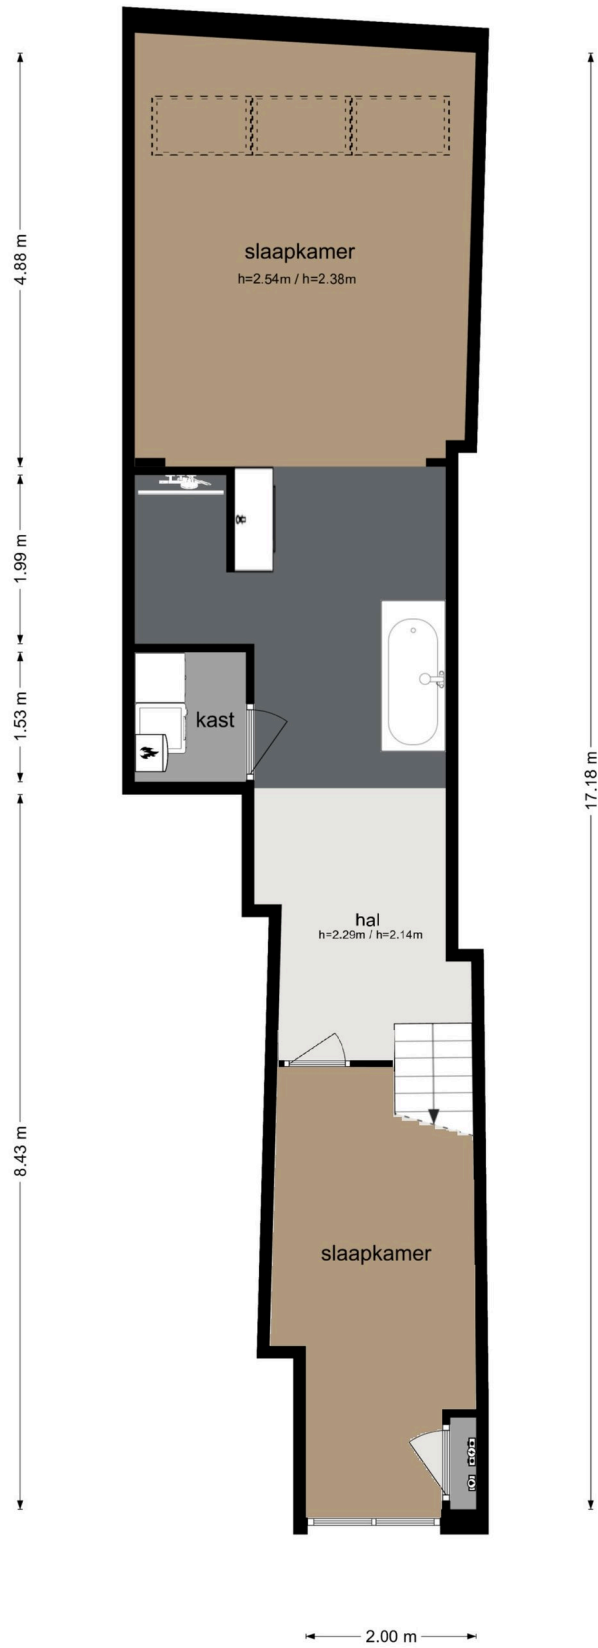 slaapkamer
h=2.54m / h=2.38m
4.88 m
1.99 m
1.53 m
kast
17.18 m
hal
h=2.29m / h=2.14m
8.43 m
slaapkamer
2.00 m